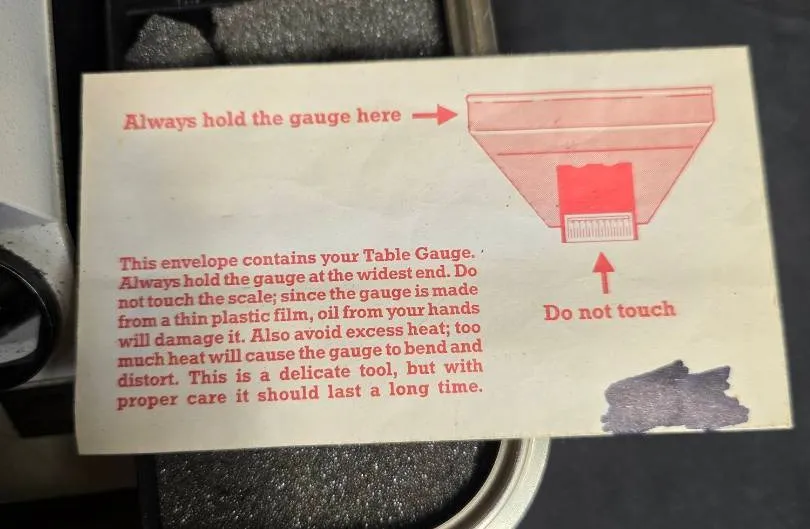 Always hold the gauge here
This envelope contains your Table Gauge.
Always hold the gauge at the widest end. Do
not touch the scale; since the gauge is made
from a thin plastic film, oil from your hands
will damage it. Also avoid excess heat; too
much heat will cause the gauge to bend and
distort. This is a delicate tool, but with
proper care it should last a long time.
Do not touch